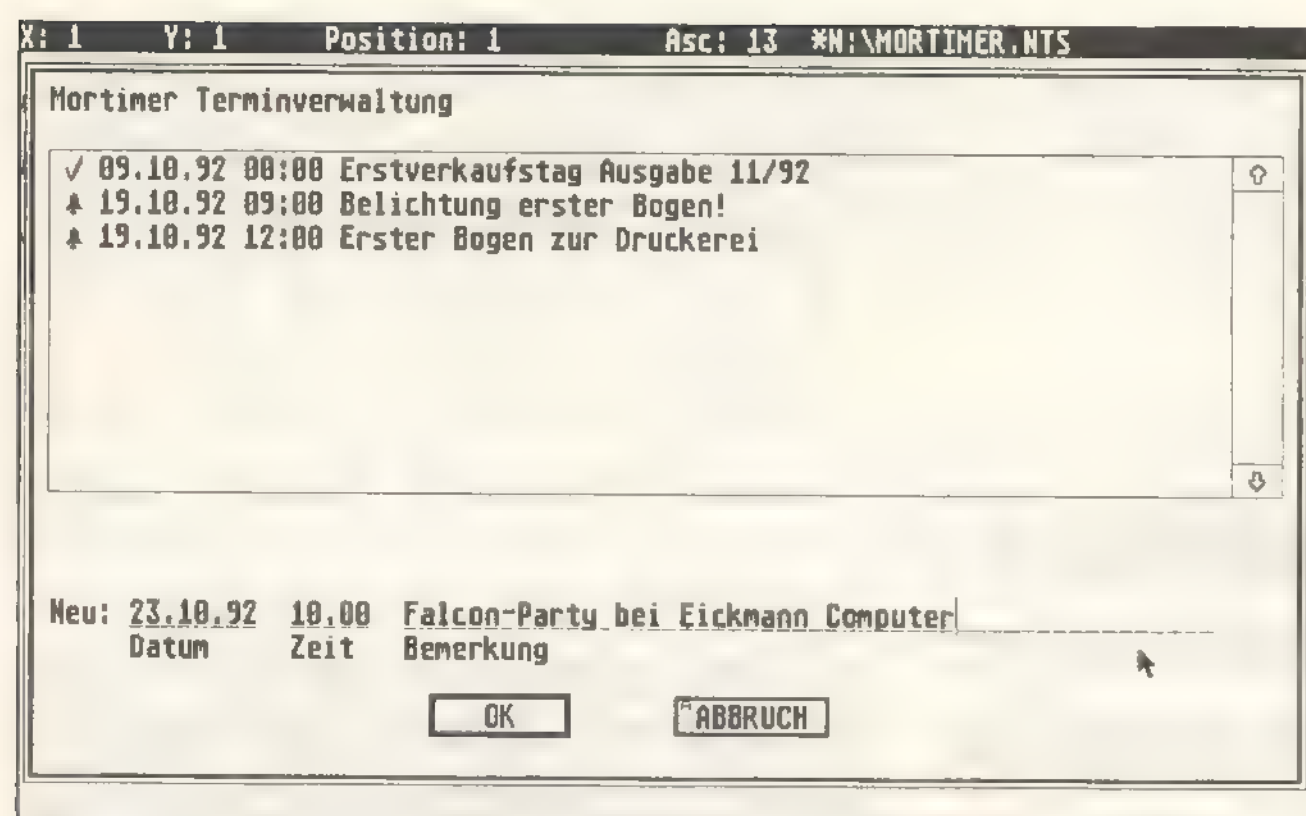 X: 1 Y: 1 Position: 1 Asc: 13 *N:\MORTIMER.NTS
Mortimer Terminverwaltung
√ 09.10.92 00:00 Erstverkaufstag Ausgabe 11/92
19.10.92 09:00 Belichtung erster Bogen!
19.10.92 12:00 Erster Bogen zur Druckerei
Neu: 23.10.92 10.00 Falcon-Party bei Eickmann Computer
Datum Zeit Bemerkung
OK ABBRUCH